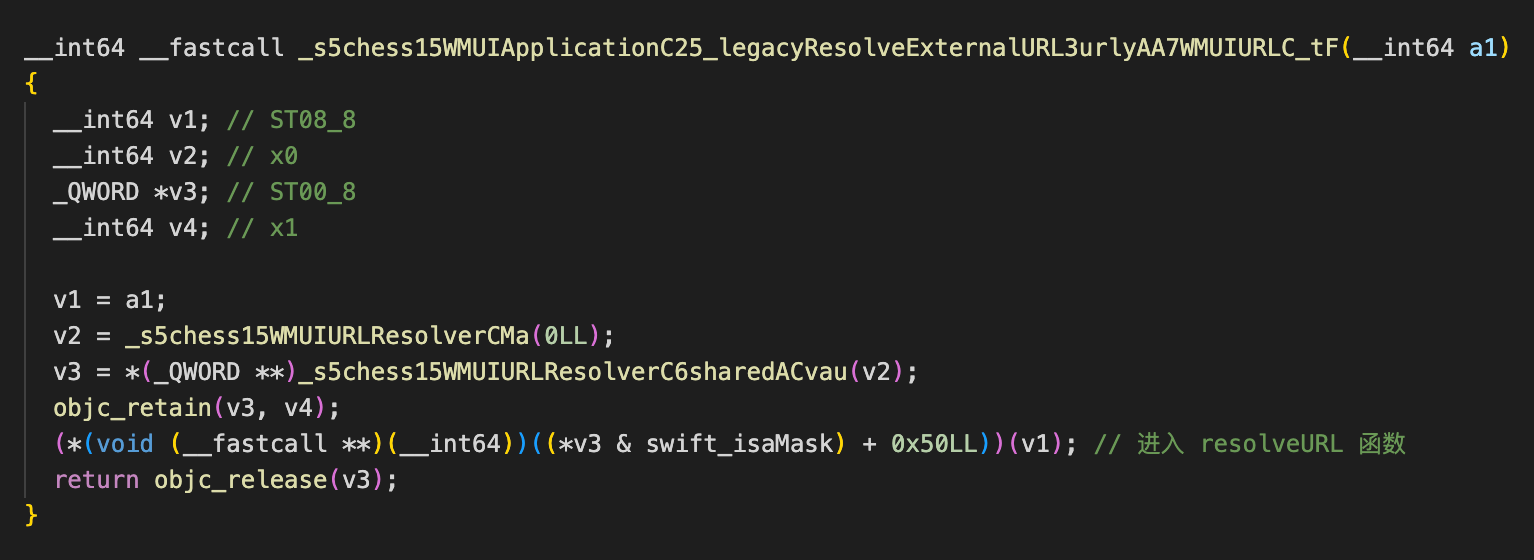 __int64 __fastcall _s5chess15WMUIApplicationC25_legacyResolveExternalURL3urlyAA7WMUIURLC_tF(__int64 a1)
{
__int64 v1; // ST08_8
__int64 v2; // x0
_QWORD *v3; // ST00_8
__int64 v4; // x1
v1 = a1;
v2 = _s5chess15WMUIURLResolverCMa(0LL);
v3 = *(_QWORD **)_s5chess15WMUIURLResolverC6sharedACvau(v2);
objc_retain(v3, v4);
(*(void (__fastcall **)(__int64))((*v3 & swift_isaMask) + 0x50LL))(v1); // 进入 resolveURL 函数
return objc_release(v3);
}